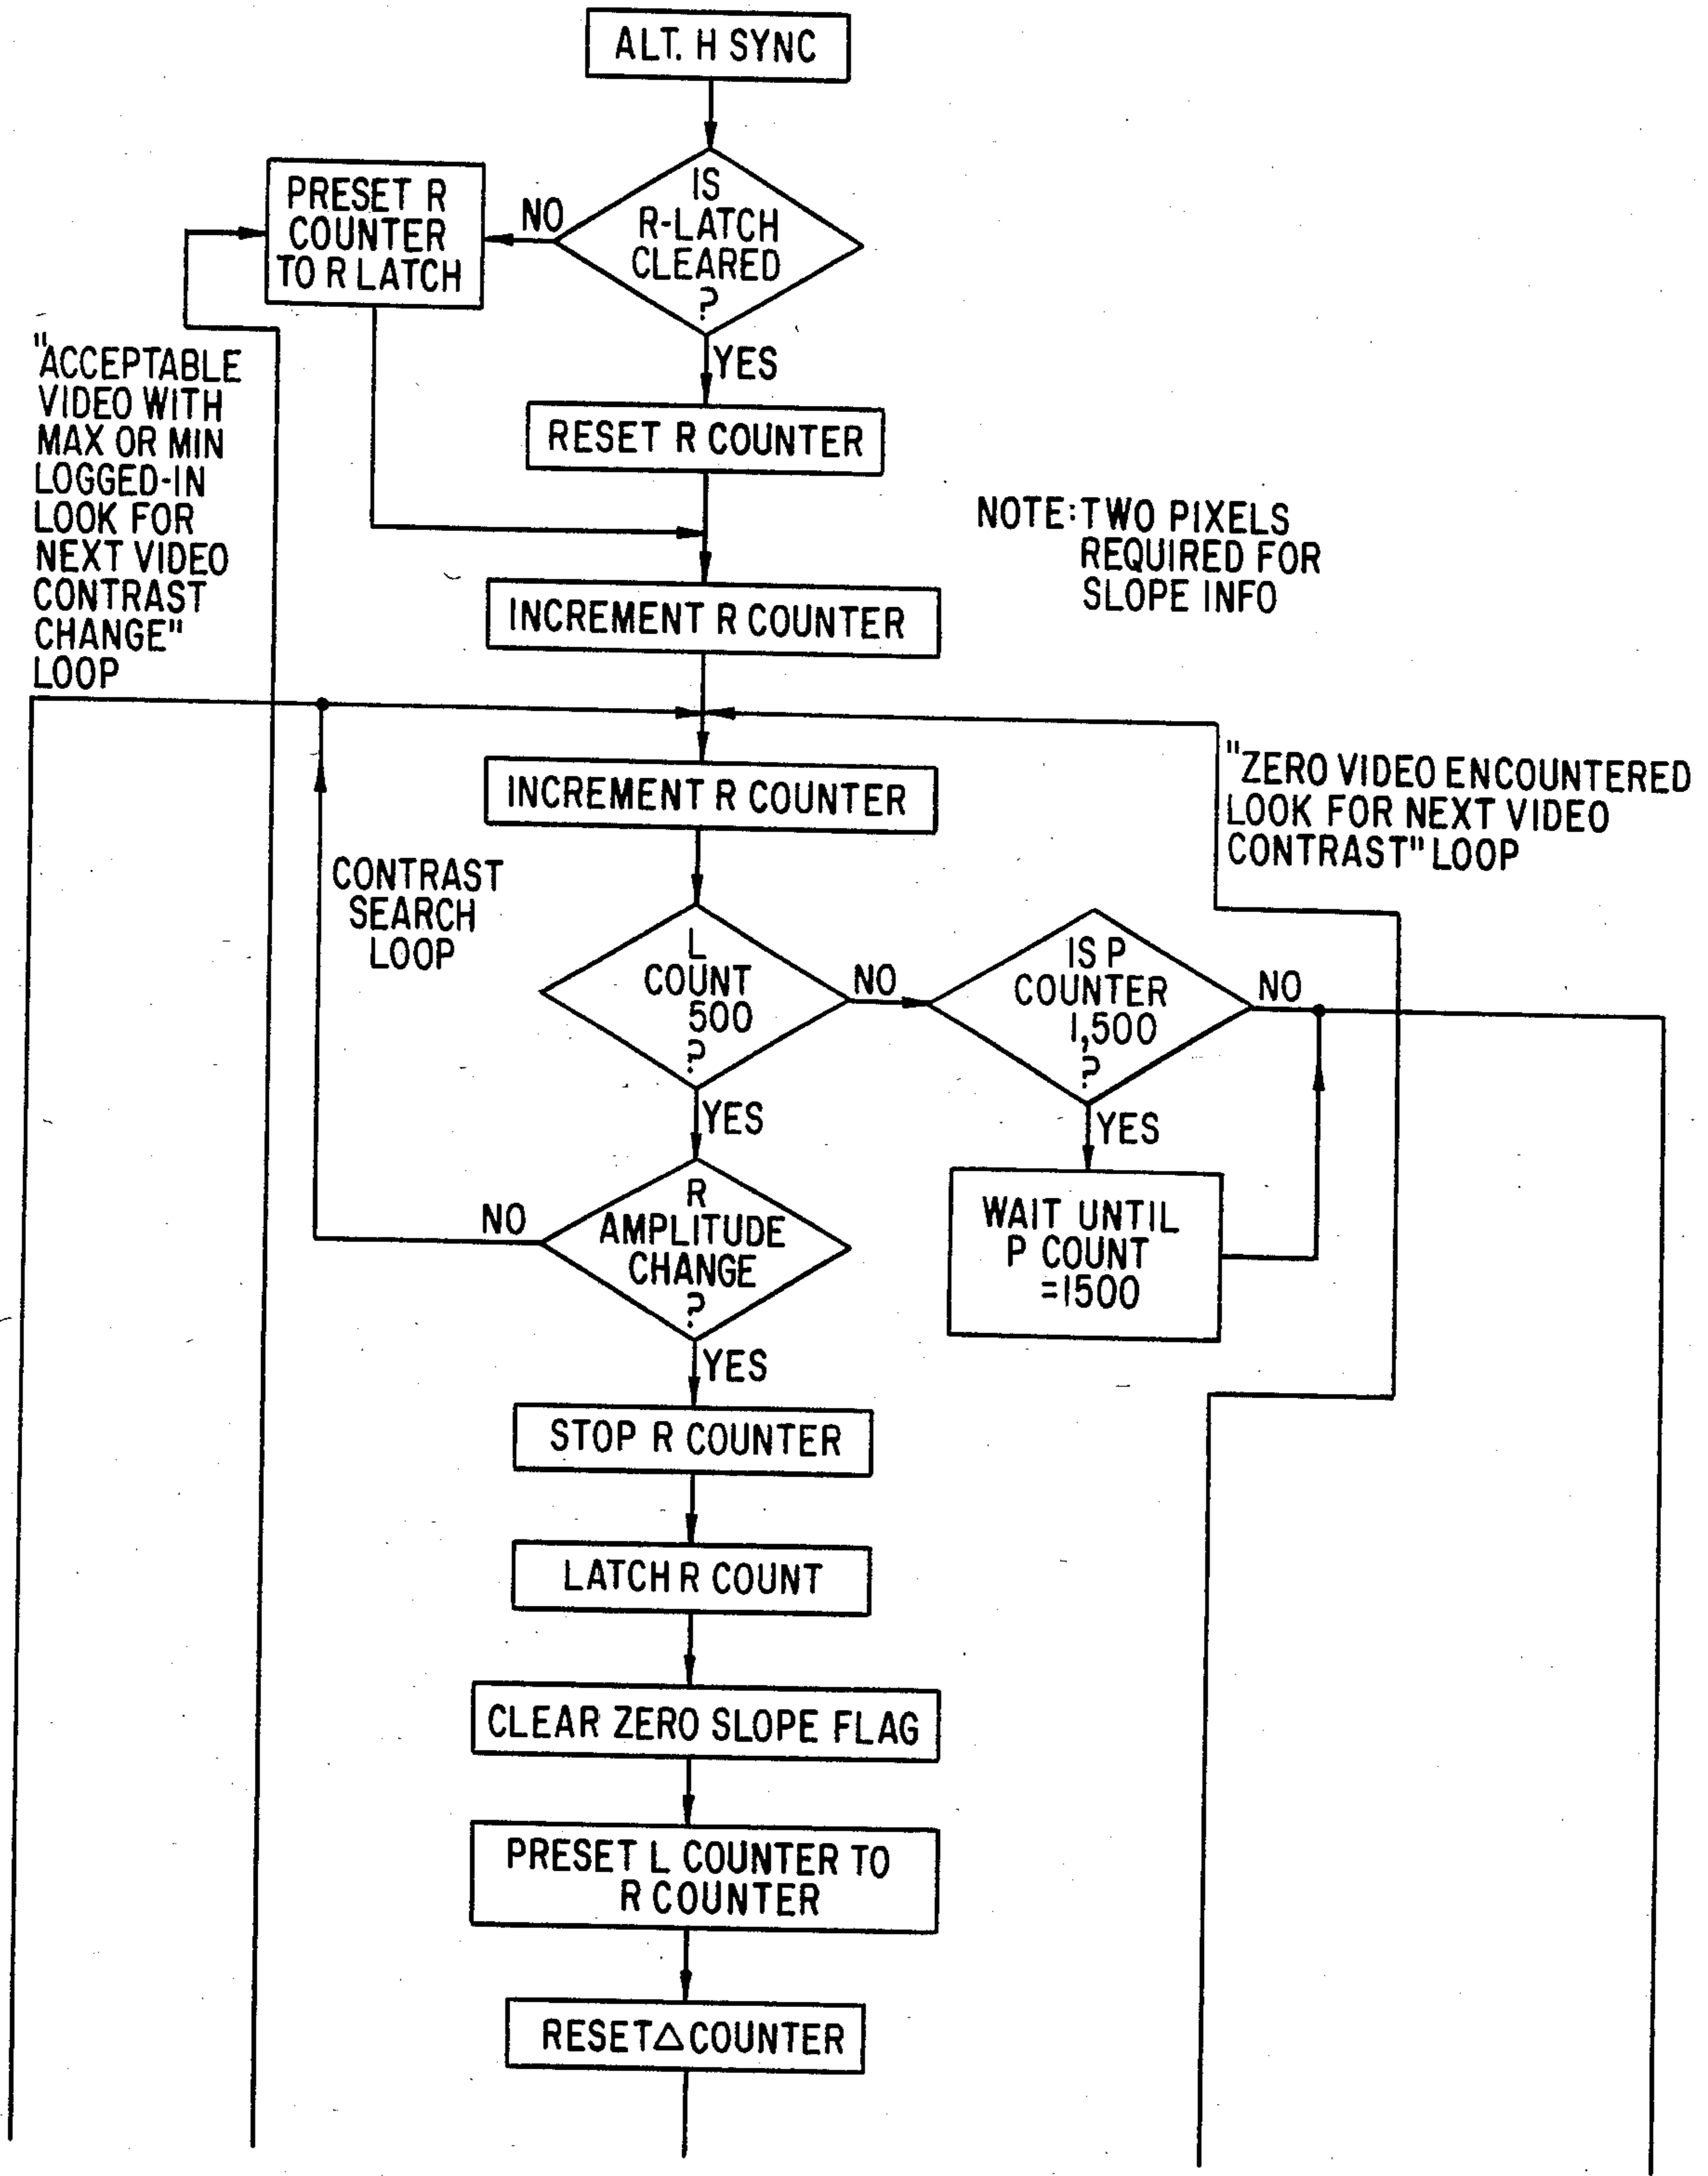 ALT. H SYNC
PRESET R
COUNTER
TO R LATCH
NO
IS
R-LATCH
CLEARED
?
YES
"ACCEPTABLE
VIDEO WITH
MAX OR MIN
LOGGED-IN
LOOK FOR
NEXT VIDEO
CONTRAST
CHANGE"
LOOP
RESET R COUNTER
NOTE: TWO PIXELS
REQUIRED FOR
SLOPE INFO
INCREMENT R COUNTER
INCREMENT R COUNTER
"ZERO VIDEO ENCOUNTERED
LOOK FOR NEXT VIDEO
CONTRAST" LOOP
CONTRAST
SEARCH
LOOP
L
COUNT
500
?
NO
IS P
COUNTER
1,500
?
NO
YES
YES
R
AMPLITUDE
CHANGE
?
NO
WAIT UNTIL
P COUNT
=1500
YES
STOP R COUNTER
LATCH R COUNT
CLEAR ZERO SLOPE FLAG
PRESET L COUNTER TO
R COUNTER
RESET △ COUNTER